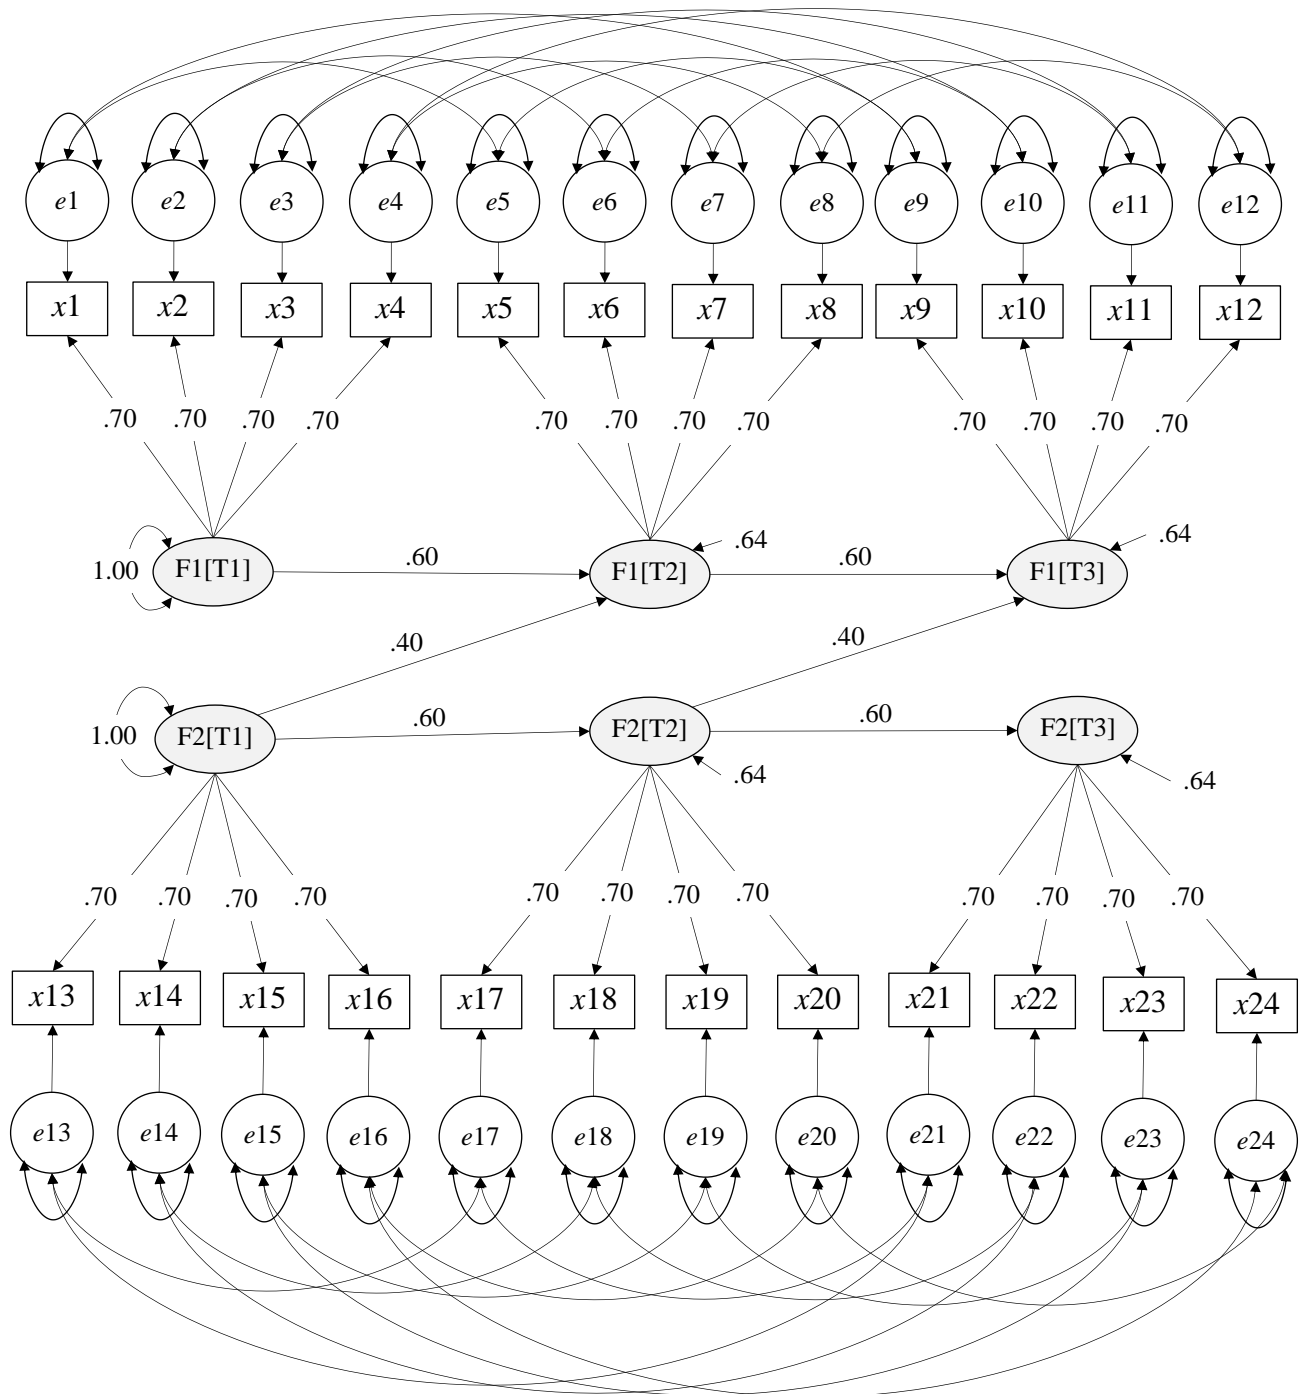 e1 e2 e3 e4 e5 e6 e7 e8 e9 e10 e11 e12
x1 x2 x3 x4 x5 x6 x7 x8 x9 x10 x11 x12
.70 .70 .70 .70 .70 .70 .70 .70 .70 .70 .70 .70
.64 .64
1.00 F1[T1] .60 F1[T2] .60 F1[T3]
.40 .40
1.00 F2[T1] .60 F2[T2] .60 F2[T3]
.64 .64
.70 .70 .70 .70 .70 .70 .70 .70 .70 .70 .70 .70
x13 x14 x15 x16 x17 x18 x19 x20 x21 x22 x23 x24
e13 e14 e15 e16 e17 e18 e19 e20 e21 e22 e23 e24